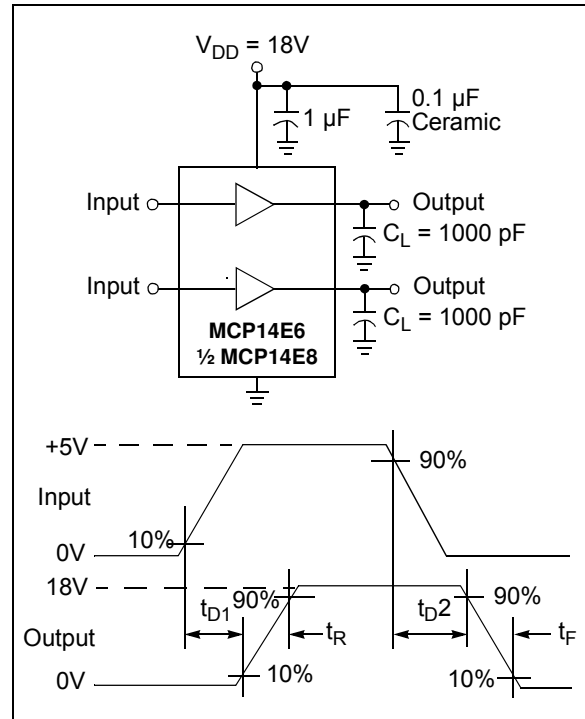 V_DD = 18V
1 µF
0.1 µF
Ceramic
Input
Output
C_L = 1000 pF
Input
Output
C_L = 1000 pF
MCP14E6
½ MCP14E8
+5V
Input
0V
10%
90%
18V
Output
0V
t_D1
90%
10%
t_R
t_D2
90%
10%
t_F